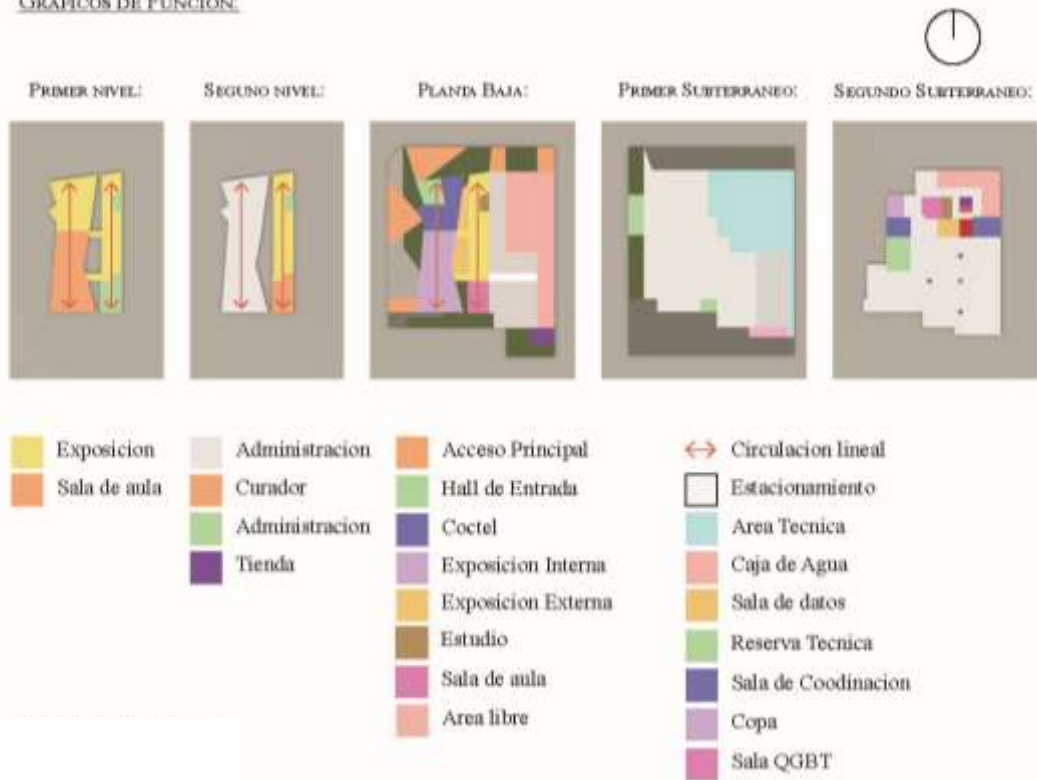 GRÁFICOS DE FUNCIÓN:
PRIMER NIVEL:
SEGUNO NIVEL:
PLANTA BAJA:
PRIMER SUBTERRANEO:
SEGUNDO SUBTERRANEO:
Exposicion
Sala de aula
Administracion
Curador
Administracion
Tienda
Acceso Principal
Hall de Entrada
Coctel
Exposicion Interna
Exposicion Externa
Estudio
Sala de aula
Area libre
Circulacion lineal
Estacionamiento
Area Tecnica
Caja de Agua
Sala de datos
Reserva Tecnica
Sala de Coodinacion
Copa
Sala QGBT